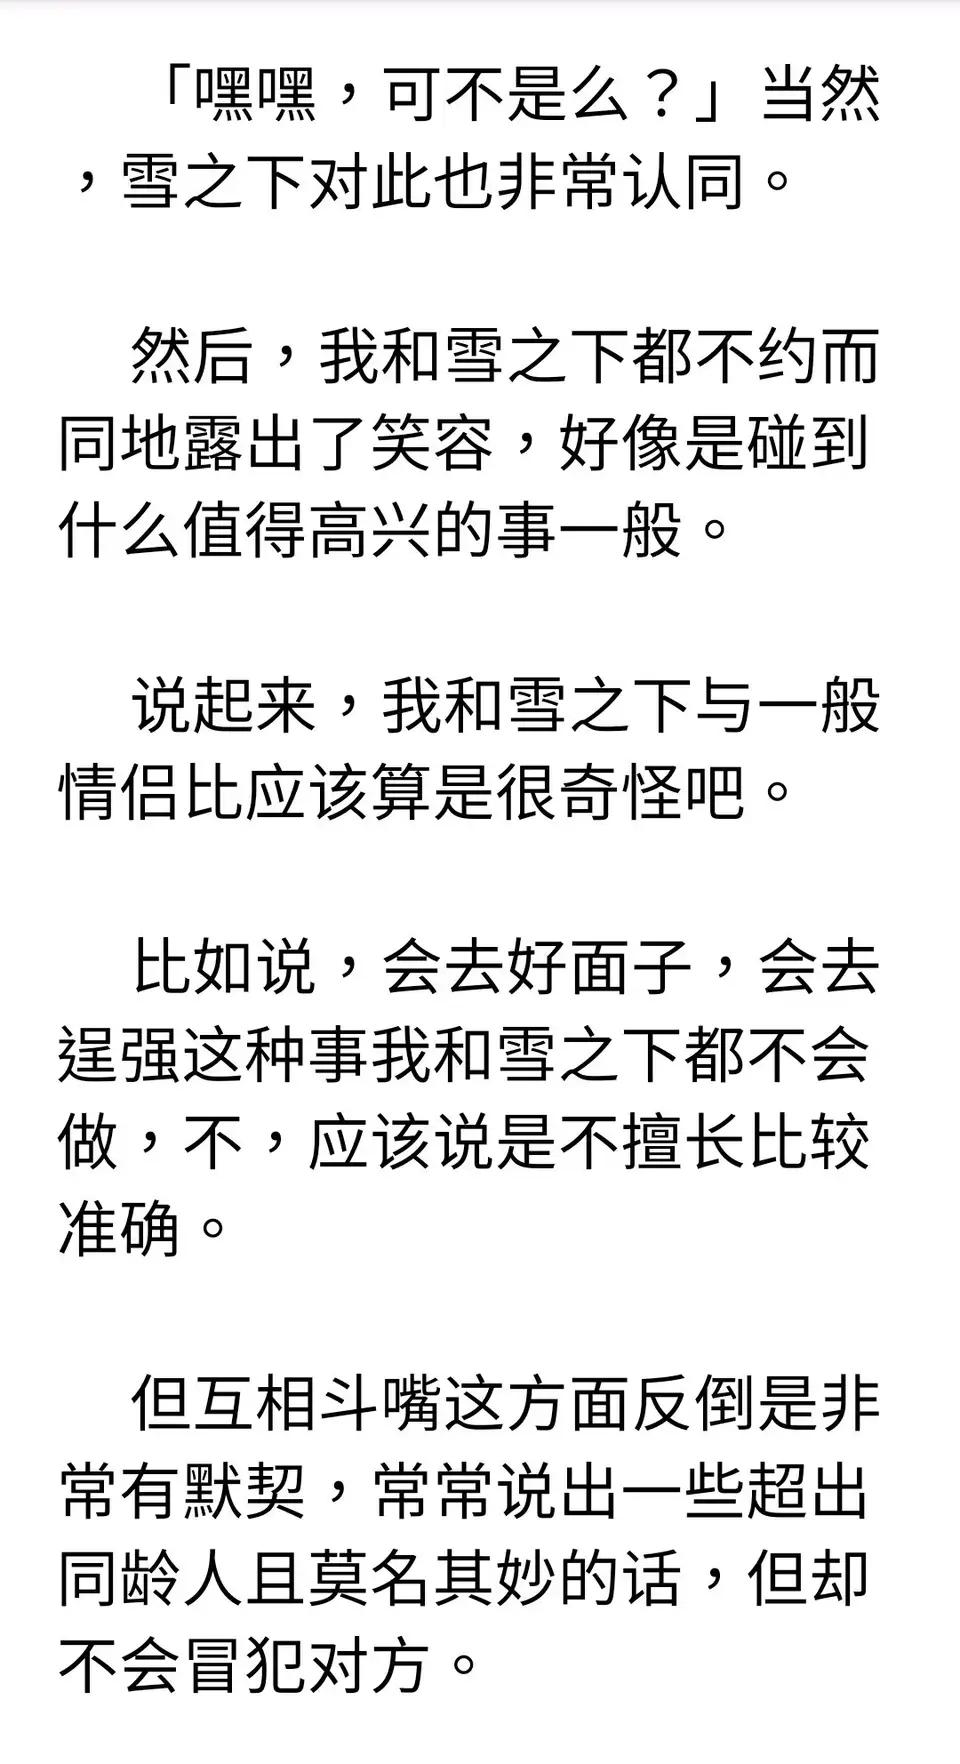 「嘿嘿，可不是么？」当然
，雪之下对此也非常认同。
然后，我和雪之下都不约而
同地露出了笑容，好像是碰到
什么值得高兴的事一般。
说起来，我和雪之下与一般
情侣比应该算是很奇怪吧。
比如说，会去好面子，会去
逞强这种事我和雪之下都不会
做，不，应该说是不擅长比较
准确。
但互相斗嘴这方面反倒是非
常有默契，常常说出一些超出
同龄人且莫名其妙的话，但却
不会冒犯对方。